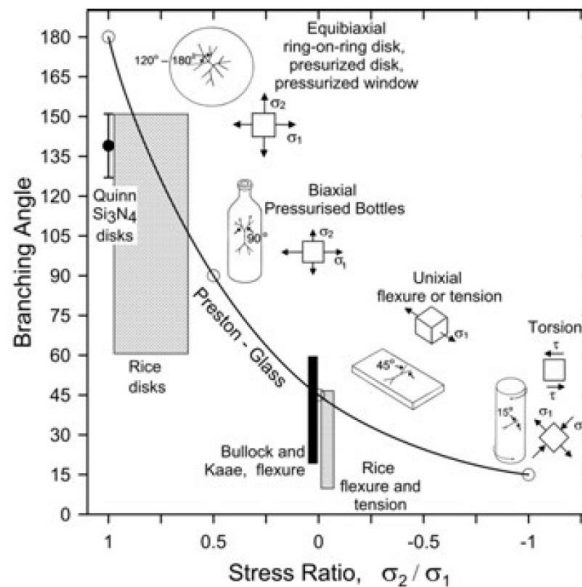 Branching Angle
180
165
150
135
120
105
90
75
60
45
30
15
0
1
0.5
0
-0.5
-1
Stress Ratio, σ2 / σ1
Equibiaxial
ring-on-ring disk,
presurized disk,
pressurized window
120° – 180°
σ2
σ1
Quinn
Si3N4
disks
Rice
disks
90°
Biaxial
Pressurised Bottles
σ2
σ1
Preston - Glass
Unixial
flexure or tension
σ1
45°
Torsion
τ
τ
15°
σ1
σ
Bullock and
Kaae, flexure
Rice
flexure and
tension